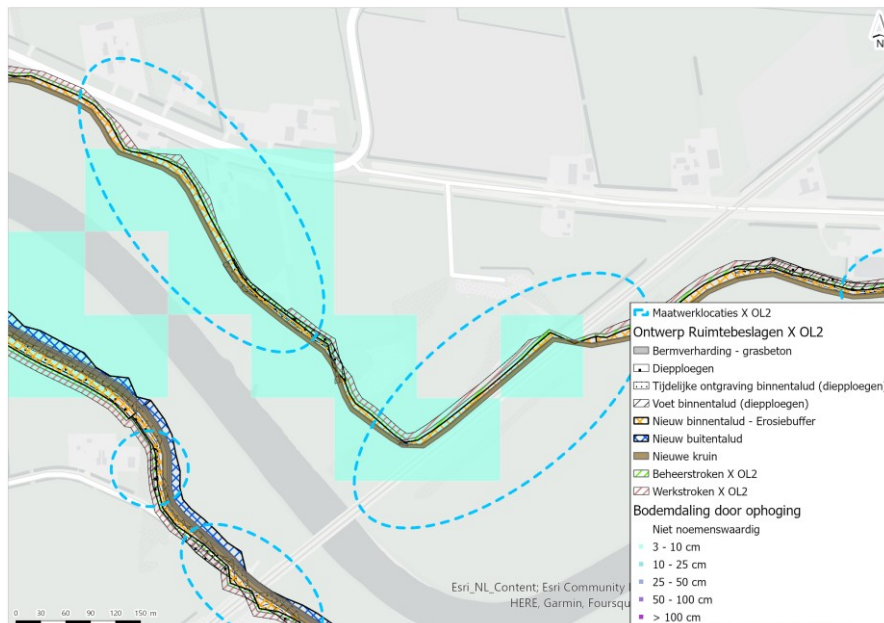 N
Maatwerklocaties X OL2
Ontwerp Ruimtebeslagen X OL2
Bermverharding - grasbeton
Diepploegen
Tijdelijke ontgraving binnentalud (diepploegen)
Voet binnentalud (diepploegen)
Nieuw binnentalud - Erosiebuffer
Nieuw buitentalud
Nieuwe kruin
Beheerstroken X OL2
Werkstroken X OL2
Bodemdaling door ophoging
Niet noemenswaardig
3 - 10 cm
10 - 25 cm
25 - 50 cm
50 - 100 cm
> 100 cm
Esri_NL_Content; Esri Community
HERE, Garmin, Foursqu
0 30 60 90 120 150 m